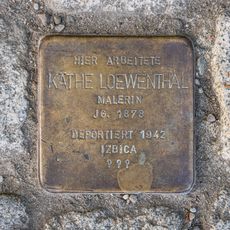 HIER ARBEITETE
KÄTHE LOEWENTHAL
MALERIN
JG. 1878
DEPORTIERT 1942
IZBICA
???